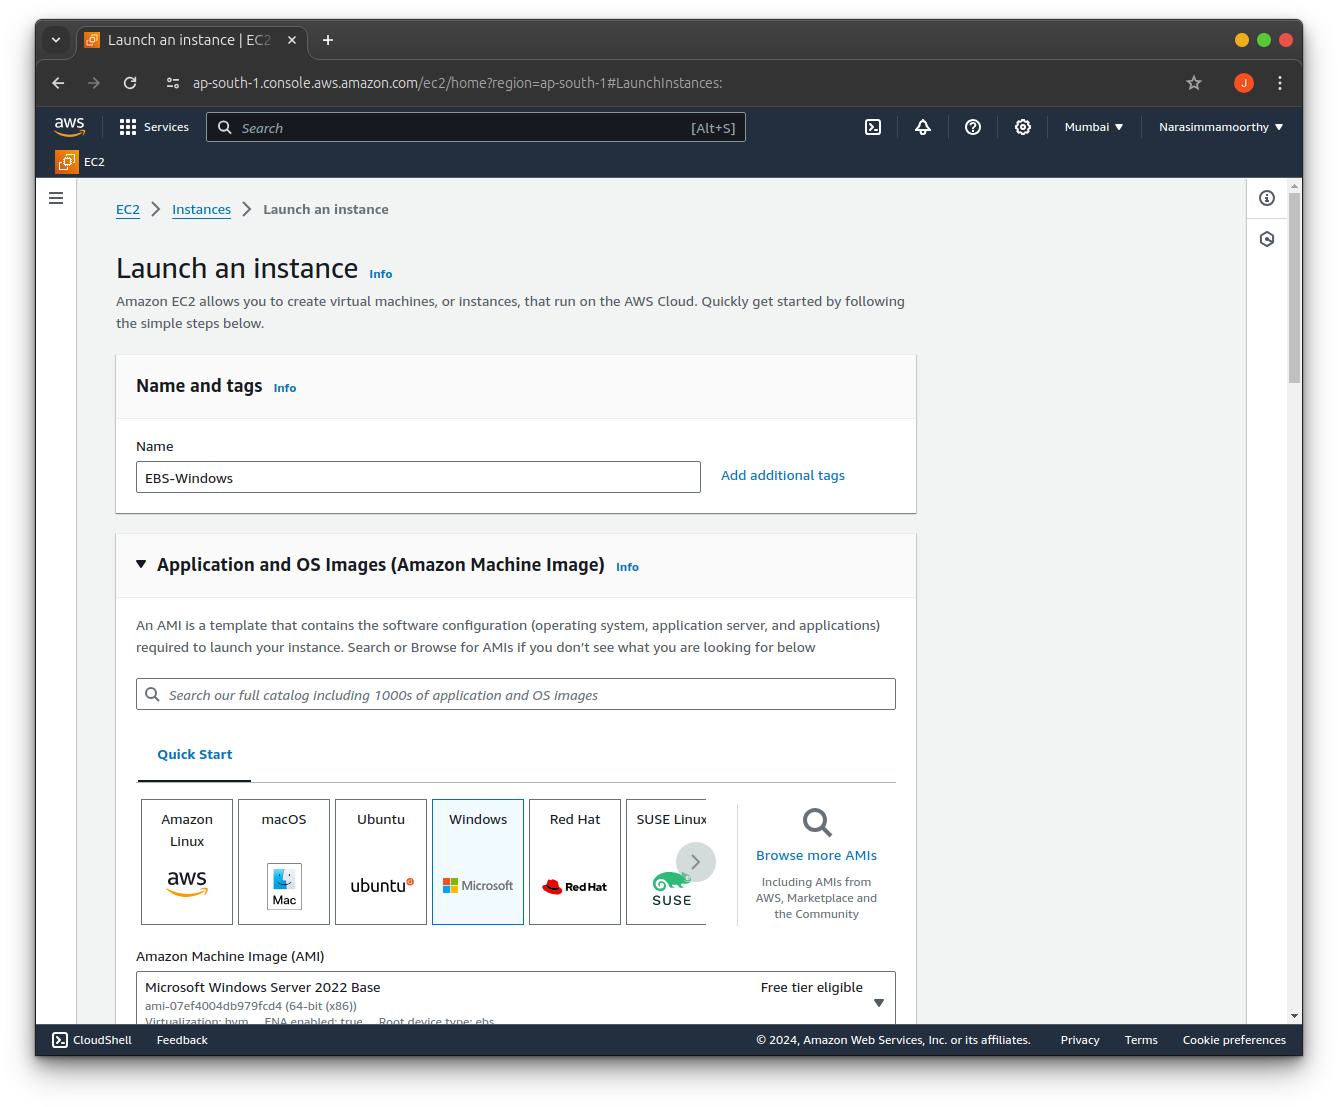 Launch an instance | EC2
ap-south-1.console.aws.amazon.com/ec2/home?region=ap-south-1#LaunchInstances:
J
aws
Services
Search
[Alt+S]
Mumbai
Narasimmamoorthy
EC2
EC2
Instances
Launch an instance
Launch an instance Info
Amazon EC2 allows you to create virtual machines, or instances, that run on the AWS Cloud. Quickly get started by following
the simple steps below.
Name and tags Info
Name
EBS-Windows
Add additional tags
Application and OS Images (Amazon Machine Image) Info
An AMI is a template that contains the software configuration (operating system, application server, and applications)
required to launch your instance. Search or Browse for AMIs if you don’t see what you are looking for below
Search our full catalog including 1000s of application and OS images
Quick Start
Amazon
Linux
aws
macOS
Mac
Ubuntu
ubuntu
Windows
Microsoft
Red Hat
Red Hat
SUSE Linux
SUSE
Browse more AMIs
Including AMIs from
AWS, Marketplace and
the Community
Amazon Machine Image (AMI)
Microsoft Windows Server 2022 Base
Free tier eligible
ami-07ef4004db979fcd4 (64-bit (x86))
Virtualization: hvm ENA enabled: true Root device type: ebs
CloudShell
Feedback
© 2024, Amazon Web Services, Inc. or its affiliates.
Privacy
Terms
Cookie preferences